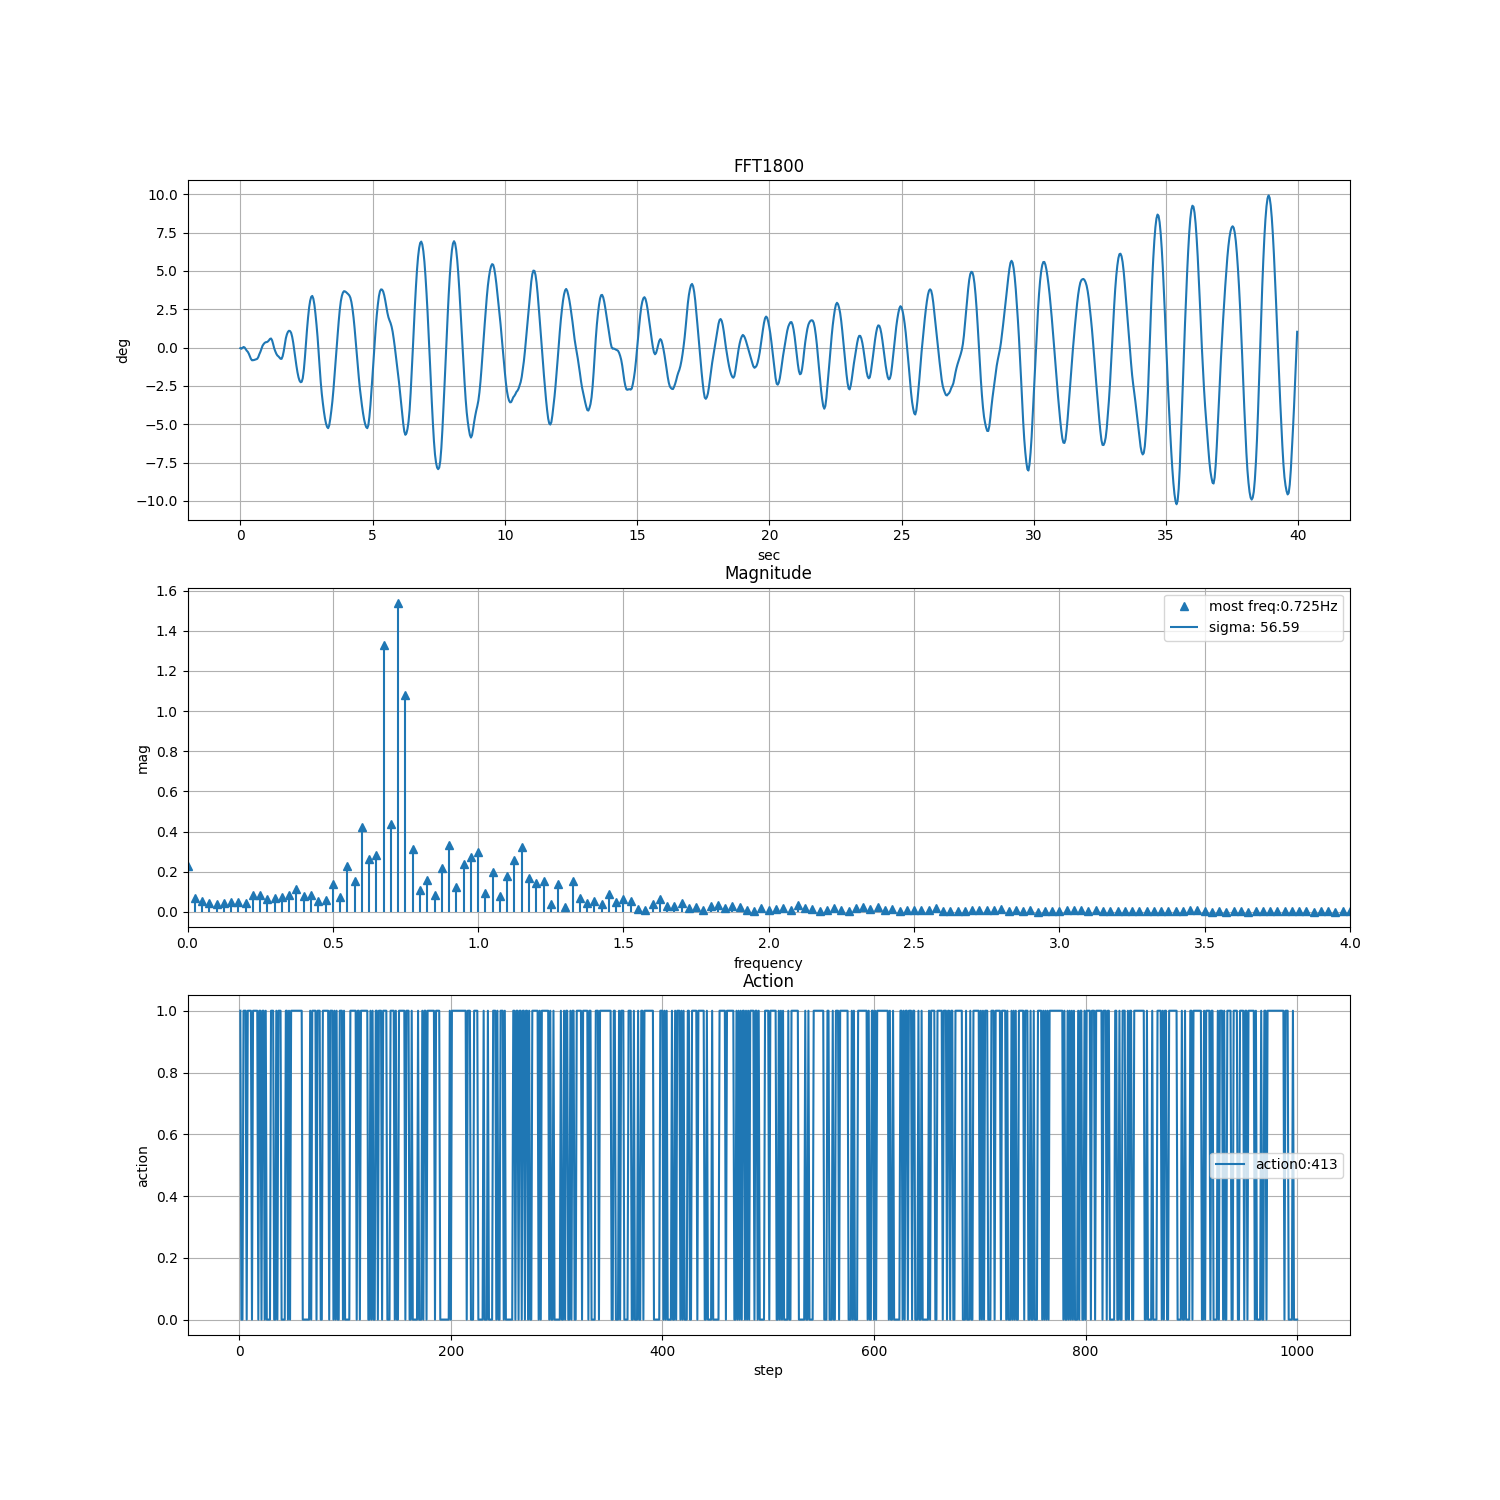 FFT1800
10.0
7.5
5.0
2.5
0.0
−2.5
−5.0
−7.5
−10.0
deg
0 5 10 15 20 25 30 35 40
sec
Magnitude
1.6
1.4
1.2
1.0
0.8
0.6
0.4
0.2
0.0
mag
most freq:0.725Hz
sigma: 56.59
0.0 0.5 1.0 1.5 2.0 2.5 3.0 3.5 4.0
frequency
Action
1.0
0.8
0.6
0.4
0.2
0.0
action
action0:413
0 200 400 600 800 1000
step